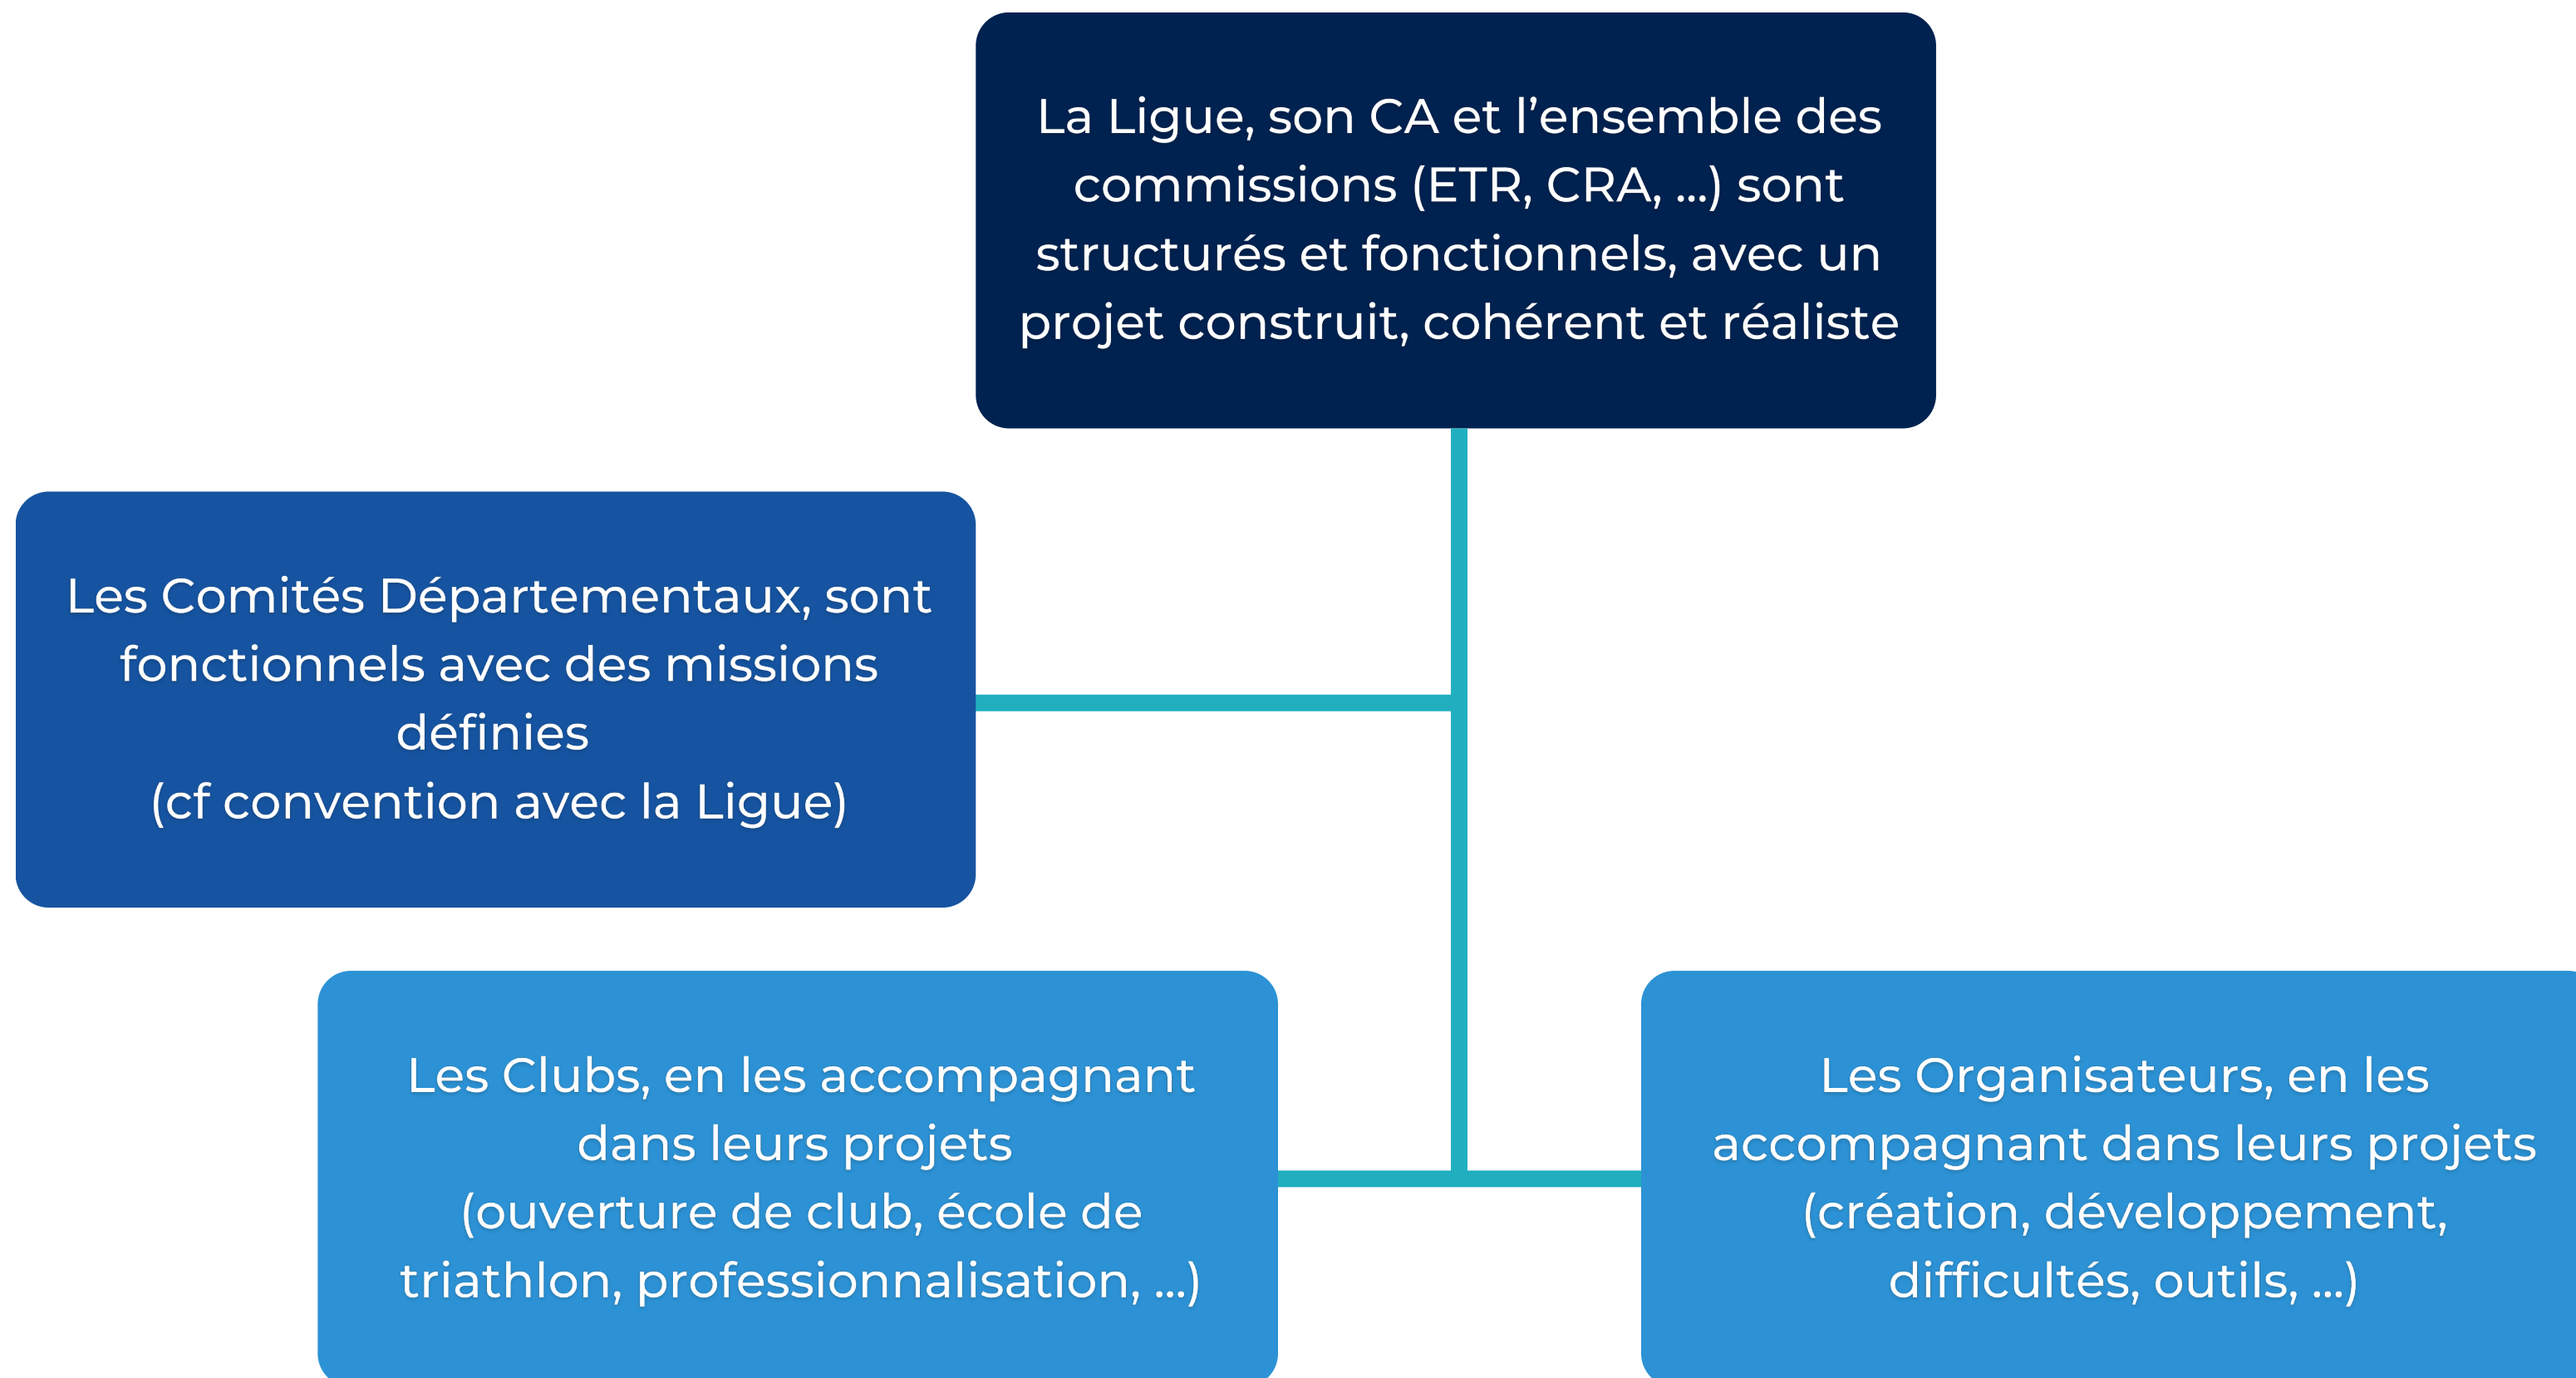 La Ligue, son CA et l’ensemble des
commissions (ETR, CRA, ...) sont
structurés et fonctionnels, avec un
projet construit, cohérent et réaliste
Les Comités Départementaux, sont
fonctionnels avec des missions
définies
(cf convention avec la Ligue)
Les Clubs, en les accompagnant
dans leurs projets
(ouverture de club, école de
triathlon, professionnalisation, ...)
Les Organisateurs, en les
accompagnant dans leurs projets
(création, développement,
difficultés, outils, ...)